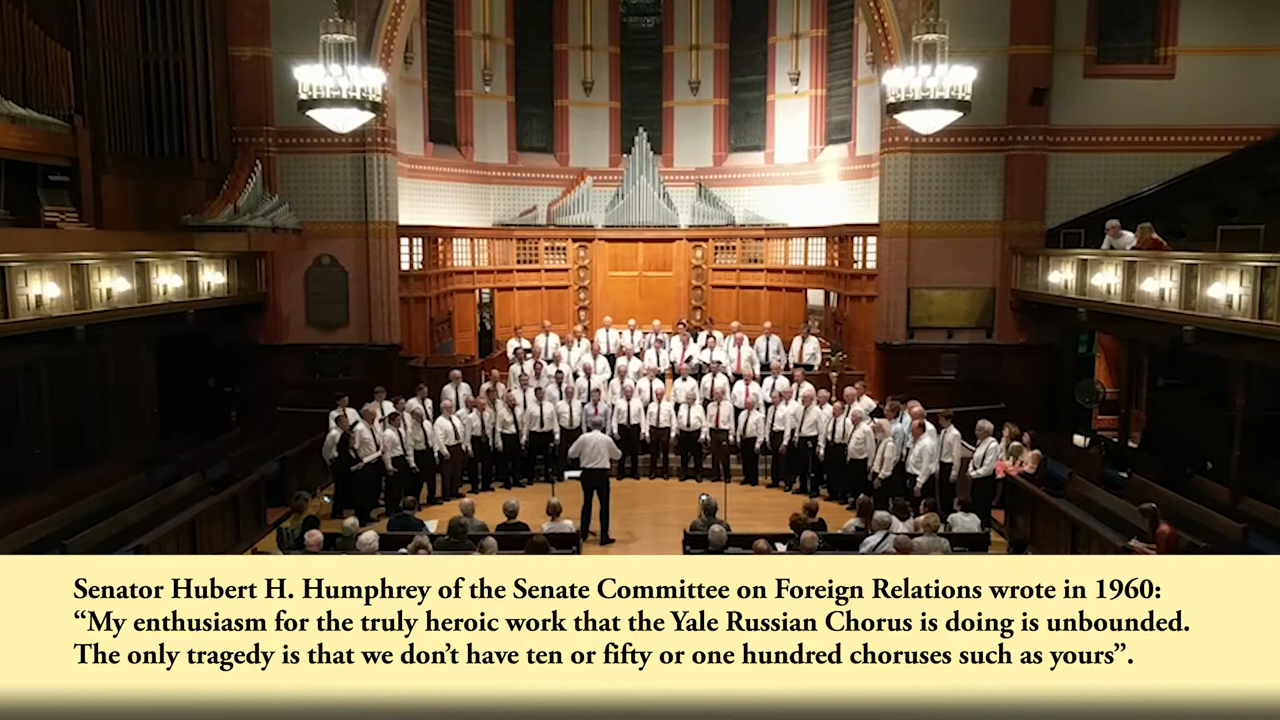 Senator Hubert H. Humphrey of the Senate Committee on Foreign Relations wrote in 1960:
“My enthusiasm for the truly heroic work that the Yale Russian Chorus is doing is unbounded.
The only tragedy is that we don’t have ten or fifty or one hundred choruses such as yours”.